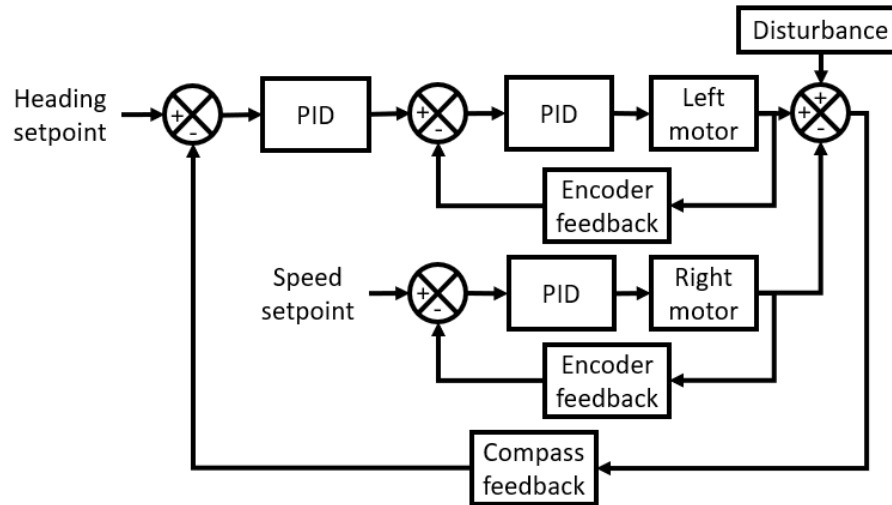 Disturbance
Heading
setpoint
+
-
PID
+
-
PID
Left
motor
+
+
-
Encoder
feedback
Speed
setpoint
+
-
PID
Right
motor
Encoder
feedback
Compass
feedback